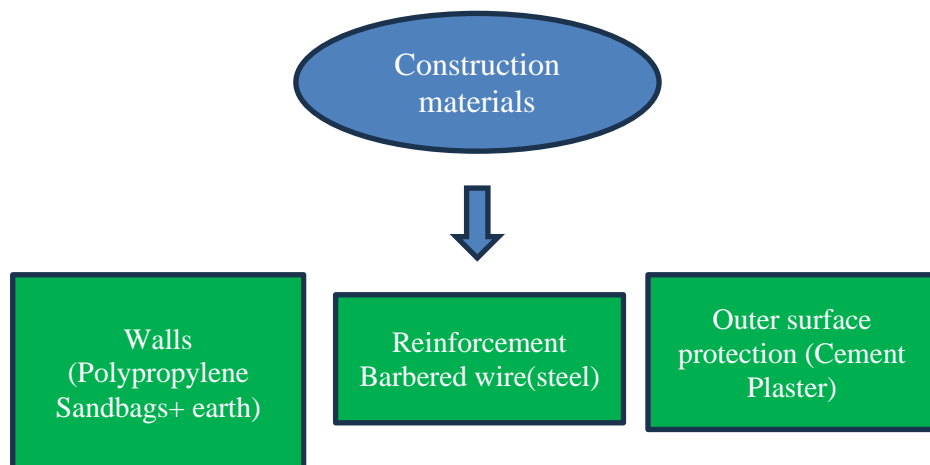 Construction
materials
Walls
(Polypropylene
Sandbags+ earth)
Reinforcement
Barbered wire(steel)
Outer surface
protection (Cement
Plaster)